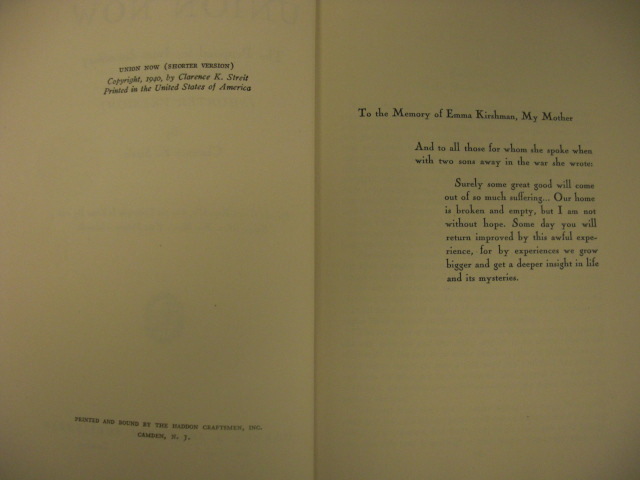 UNION NOW (SHORTER VERSION)
Copyright, 1940, by Clarence K. Streit
Printed in the United States of America
PRINTED AND BOUND BY THE HADDON CRAFTSMEN, INC.
CAMDEN, N. J.
To the Memory of Emma Kirshman, My Mother
And to all those for whom she spoke when
with two sons away in the war she wrote:
Surely some great good will come
out of so much suffering... Our home
is broken and empty, but I am not
without hope. Some day you will
return improved by this awful expe-
rience, for by experiences we grow
bigger and get a deeper insight in life
and its mysteries.